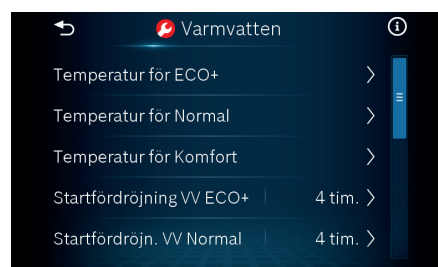 Varmvatten
Temperatur för ECO+
Temperatur för Normal
Temperatur för Komfort
Startfördröjning VV ECO+ 4 tim.
Startfördröjn. VV Normal 4 tim.